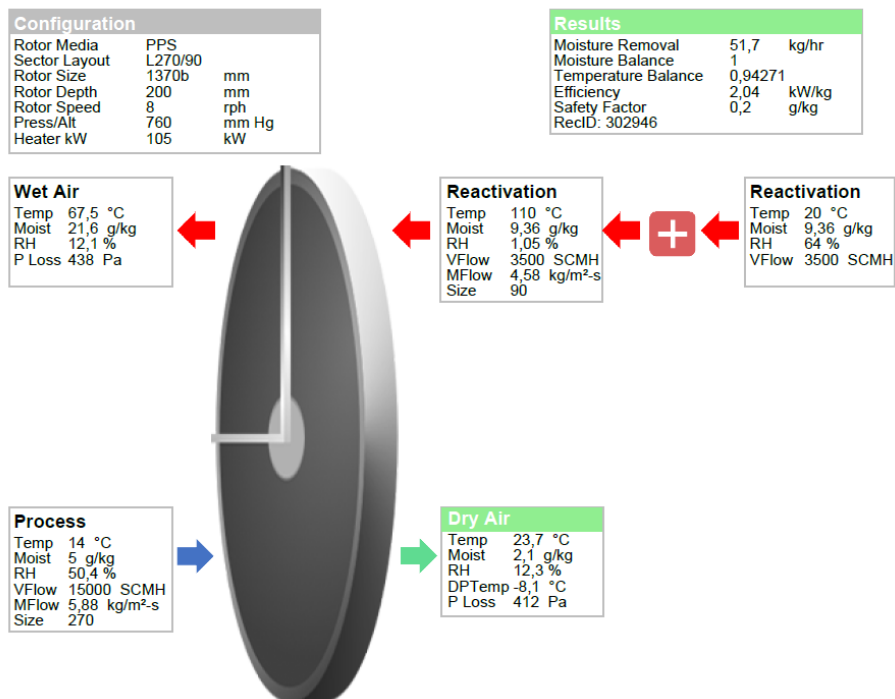 Configuration
Rotor Media PPS
Sector Layout L270/90
Rotor Size 1370b mm
Rotor Depth 200 mm
Rotor Speed 8 rph
Press/Alt 760 mm Hg
Heater kW 105 kW
Results
Moisture Removal 51,7 kg/hr
Moisture Balance 1
Temperature Balance 0,94271
Efficiency 2,04 kW/kg
Safety Factor 0,2 g/kg
RecID: 302946
Wet Air
Temp 67,5 °C
Moist 21,6 g/kg
RH 12,1 %
P Loss 438 Pa
Reactivation
Temp 110 °C
Moist 9,36 g/kg
RH 1,05 %
VFlow 3500 SCMH
MFlow 4,58 kg/m²-s
Size 90
Reactivation
Temp 20 °C
Moist 9,36 g/kg
RH 64 %
VFlow 3500 SCMH
Process
Temp 14 °C
Moist 5 g/kg
RH 50,4 %
VFlow 15000 SCMH
MFlow 5,88 kg/m²-s
Size 270
Dry Air
Temp 23,7 °C
Moist 2,1 g/kg
RH 12,3 %
DPTemp -8,1 °C
P Loss 412 Pa